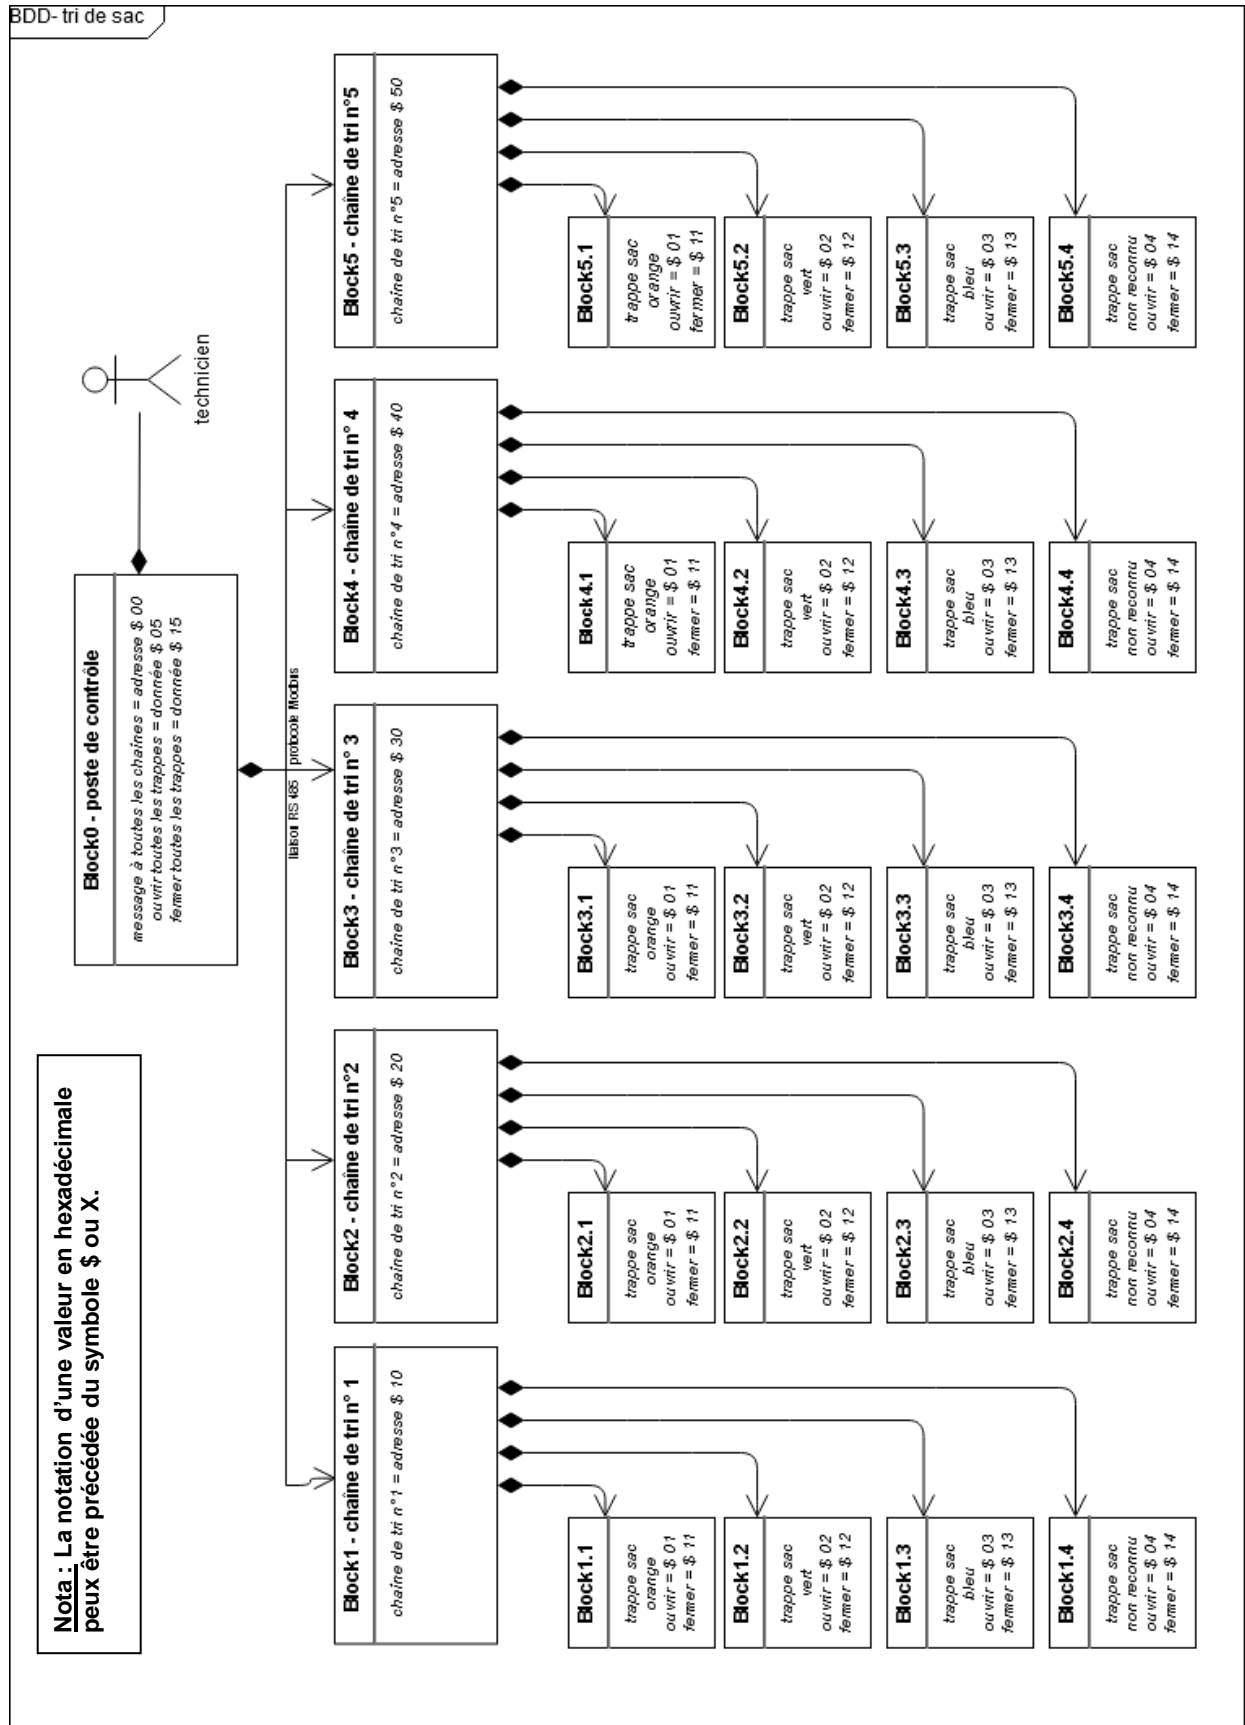 BDD- tri de sac
Nota : La notation d'une valeur en hexadécimale
peux être précédée du symbole $ ou X.
Block0 - poste de contrôle
message à toutes les chaines = adresse $ 00
ouvrir toutes les trappes = donnée $ 05
fermer toutes les trappes = donnée $ 15
technicien
liaison RS 485 protocole Modbus
Block1 - chaîne de tri n° 1
chaîne de tri n°1 = adresse $ 10
Block1.1
trappe sac
orange
ouvrir = $ 01
fermer = $ 11
Block1.2
trappe sac
vert
ouvrir = $ 02
fermer = $ 12
Block1.3
trappe sac
bleu
ouvrir = $ 03
fermer = $ 13
Block1.4
trappe sac
non reconnu
ouvrir = $ 04
fermer = $ 14
Block2 - chaîne de tri n°2
chaîne de tri n°2 = adresse $ 20
Block2.1
trappe sac
orange
ouvrir = $ 01
fermer = $ 11
Block2.2
trappe sac
vert
ouvrir = $ 02
fermer = $ 12
Block2.3
trappe sac
bleu
ouvrir = $ 03
fermer = $ 13
Block2.4
trappe sac
non reconnu
ouvrir = $ 04
fermer = $ 14
Block3 - chaîne de tri n° 3
chaîne de tri n°3 = adresse $ 30
Block3.1
trappe sac
orange
ouvrir = $ 01
fermer = $ 11
Block3.2
trappe sac
vert
ouvrir = $ 02
fermer = $ 12
Block3.3
trappe sac
bleu
ouvrir = $ 03
fermer = $ 13
Block3.4
trappe sac
non reconnu
ouvrir = $ 04
fermer = $ 14
Block4 - chaîne de tri n° 4
chaîne de tri n°4 = adresse $ 40
Block4.1
trappe sac
orange
ouvrir = $ 01
fermer = $ 11
Block4.2
trappe sac
vert
ouvrir = $ 02
fermer = $ 12
Block4.3
trappe sac
bleu
ouvrir = $ 03
fermer = $ 13
Block4.4
trappe sac
non reconnu
ouvrir = $ 04
fermer = $ 14
Block5 - chaîne de tri n°5
chaîne de tri n°5 = adresse $ 50
Block5.1
trappe sac
orange
ouvrir = $ 01
fermer = $ 11
Block5.2
trappe sac
vert
ouvrir = $ 02
fermer = $ 12
Block5.3
trappe sac
bleu
ouvrir = $ 03
fermer = $ 13
Block5.4
trappe sac
non reconnu
ouvrir = $ 04
fermer = $ 14